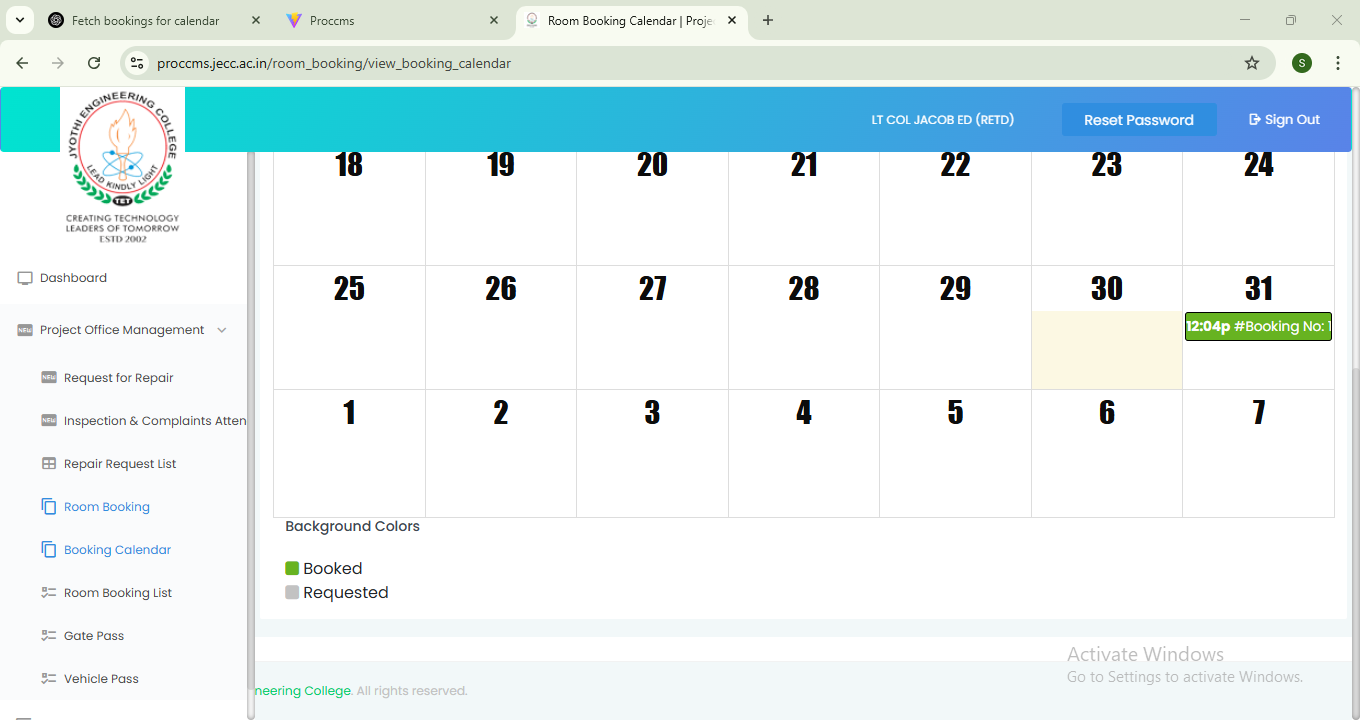 Fetch bookings for calendar
Proccms
Room Booking Calendar | Proje
proccms.jecc.ac.in/room_booking/view_booking_calendar
S
JYOTHI ENGINEERING COLLEGE
LEAD KINDLY LIGHT
TET
CREATING TECHNOLOGY
LEADERS OF TOMORROW
ESTD 2002
LT COL JACOB ED (RETD)
Reset Password
Sign Out
Dashboard
NEW Project Office Management
NEW Request for Repair
NEW Inspection & Complaints Atten
Repair Request List
Room Booking
Booking Calendar
Room Booking List
Gate Pass
Vehicle Pass
18 19 20 21 22 23 24
25 26 27 28 29 30 31
12:04p #Booking No: 1
1 2 3 4 5 6 7
Background Colors
Booked
Requested
neering College. All rights reserved.
Activate Windows
Go to Settings to activate Windows.